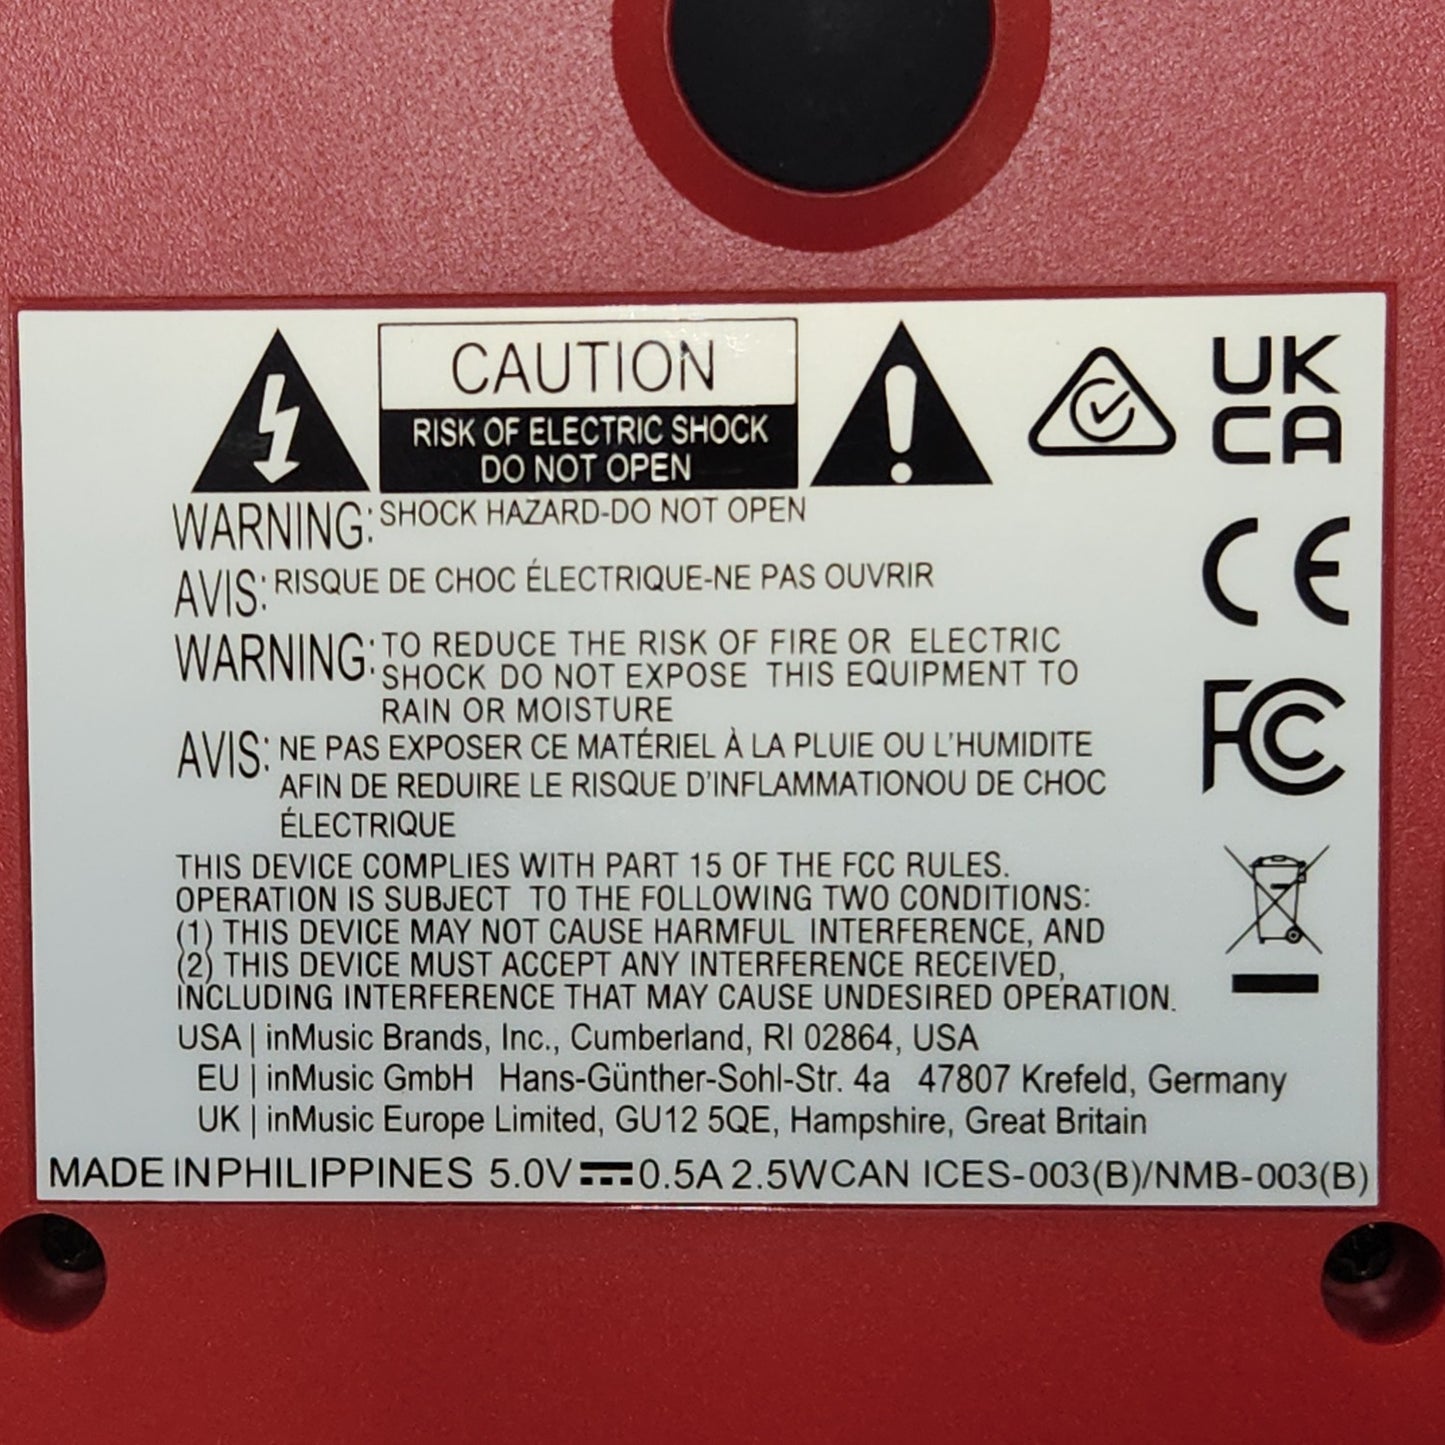 CAUTION
RISK OF ELECTRIC SHOCK
DO NOT OPEN
UK
CA
WARNING: SHOCK HAZARD-DO NOT OPEN
AVIS: RISQUE DE CHOC ÉLECTRIQUE-NE PAS OUVRIR
CE
WARNING: TO REDUCE THE RISK OF FIRE OR ELECTRIC
SHOCK DO NOT EXPOSE THIS EQUIPMENT TO
RAIN OR MOISTURE
FC
AVIS: NE PAS EXPOSER CE MATÉRIEL À LA PLUIE OU L'HUMIDITE
AFIN DE REDUIRE LE RISQUE D'INFLAMMATIONOU DE CHOC
ÉLECTRIQUE
THIS DEVICE COMPLIES WITH PART 15 OF THE FCC RULES.
OPERATION IS SUBJECT TO THE FOLLOWING TWO CONDITIONS:
(1) THIS DEVICE MAY NOT CAUSE HARMFUL INTERFERENCE, AND
(2) THIS DEVICE MUST ACCEPT ANY INTERFERENCE RECEIVED,
INCLUDING INTERFERENCE THAT MAY CAUSE UNDESIRED OPERATION.
USA | inMusic Brands, Inc., Cumberland, RI 02864, USA
EU | inMusic GmbH Hans-Günther-Sohl-Str. 4a 47807 Krefeld, Germany
UK | inMusic Europe Limited, GU12 5QE, Hampshire, Great Britain
MADE IN PHILIPPINES 5.0V⎓0.5A 2.5W CAN ICES-003(B)/NMB-003(B)